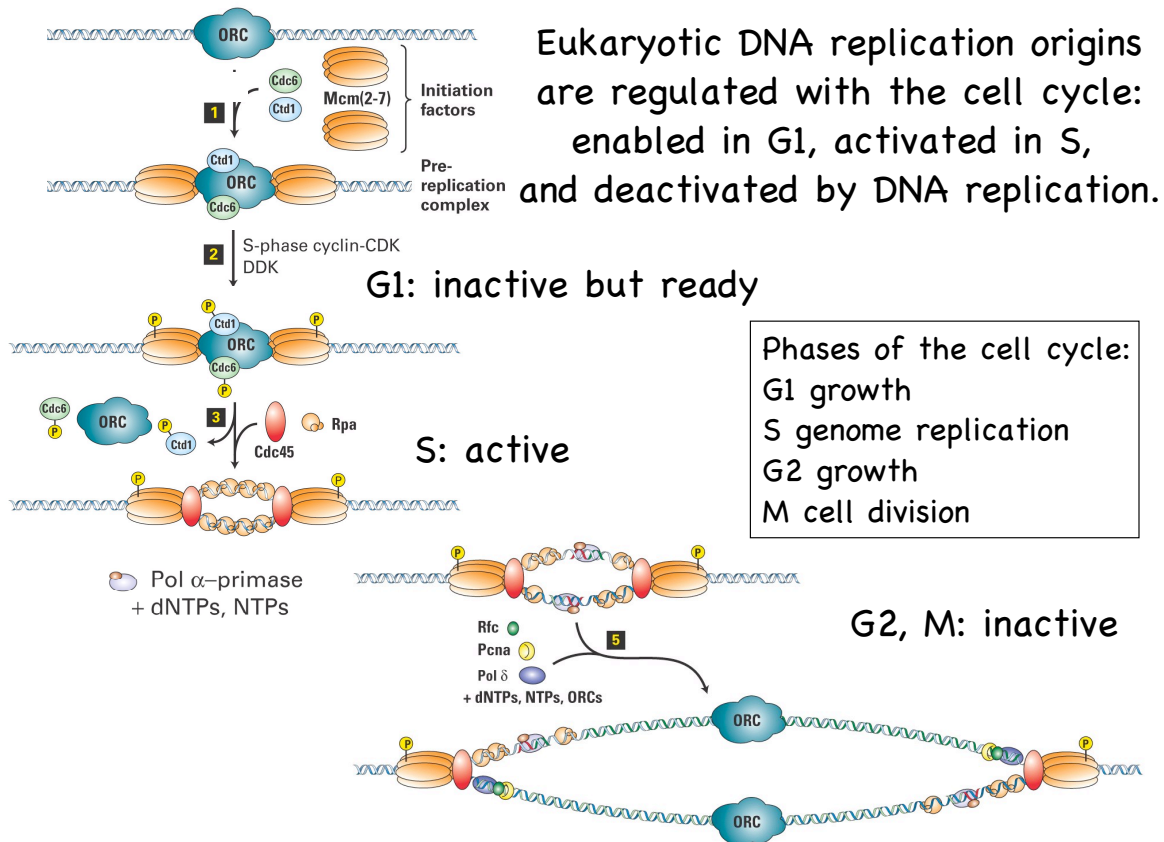 ORC
Eukaryotic DNA replication origins
are regulated with the cell cycle:
enabled in G1, activated in S,
and deactivated by DNA replication.
Cdc6
Ctd1
Mcm(2-7)
Initiation
factors
1
Ctd1
ORC
Cdc6
Pre-
replication
complex
2
S-phase cyclin-CDK
DDK
G1: inactive but ready
P
P
Ctd1
P
ORC
Cdc6
P
Phases of the cell cycle:
G1 growth
S genome replication
G2 growth
M cell division
Cdc6
P
ORC
P
Ctd1
3
Cdc45
Rpa
S: active
P
P
Pol α–primase
+ dNTPs, NTPs
P
P
G2, M: inactive
Rfc
Pcna
Pol δ
+ dNTPs, NTPs, ORCs
5
ORC
P
P
ORC